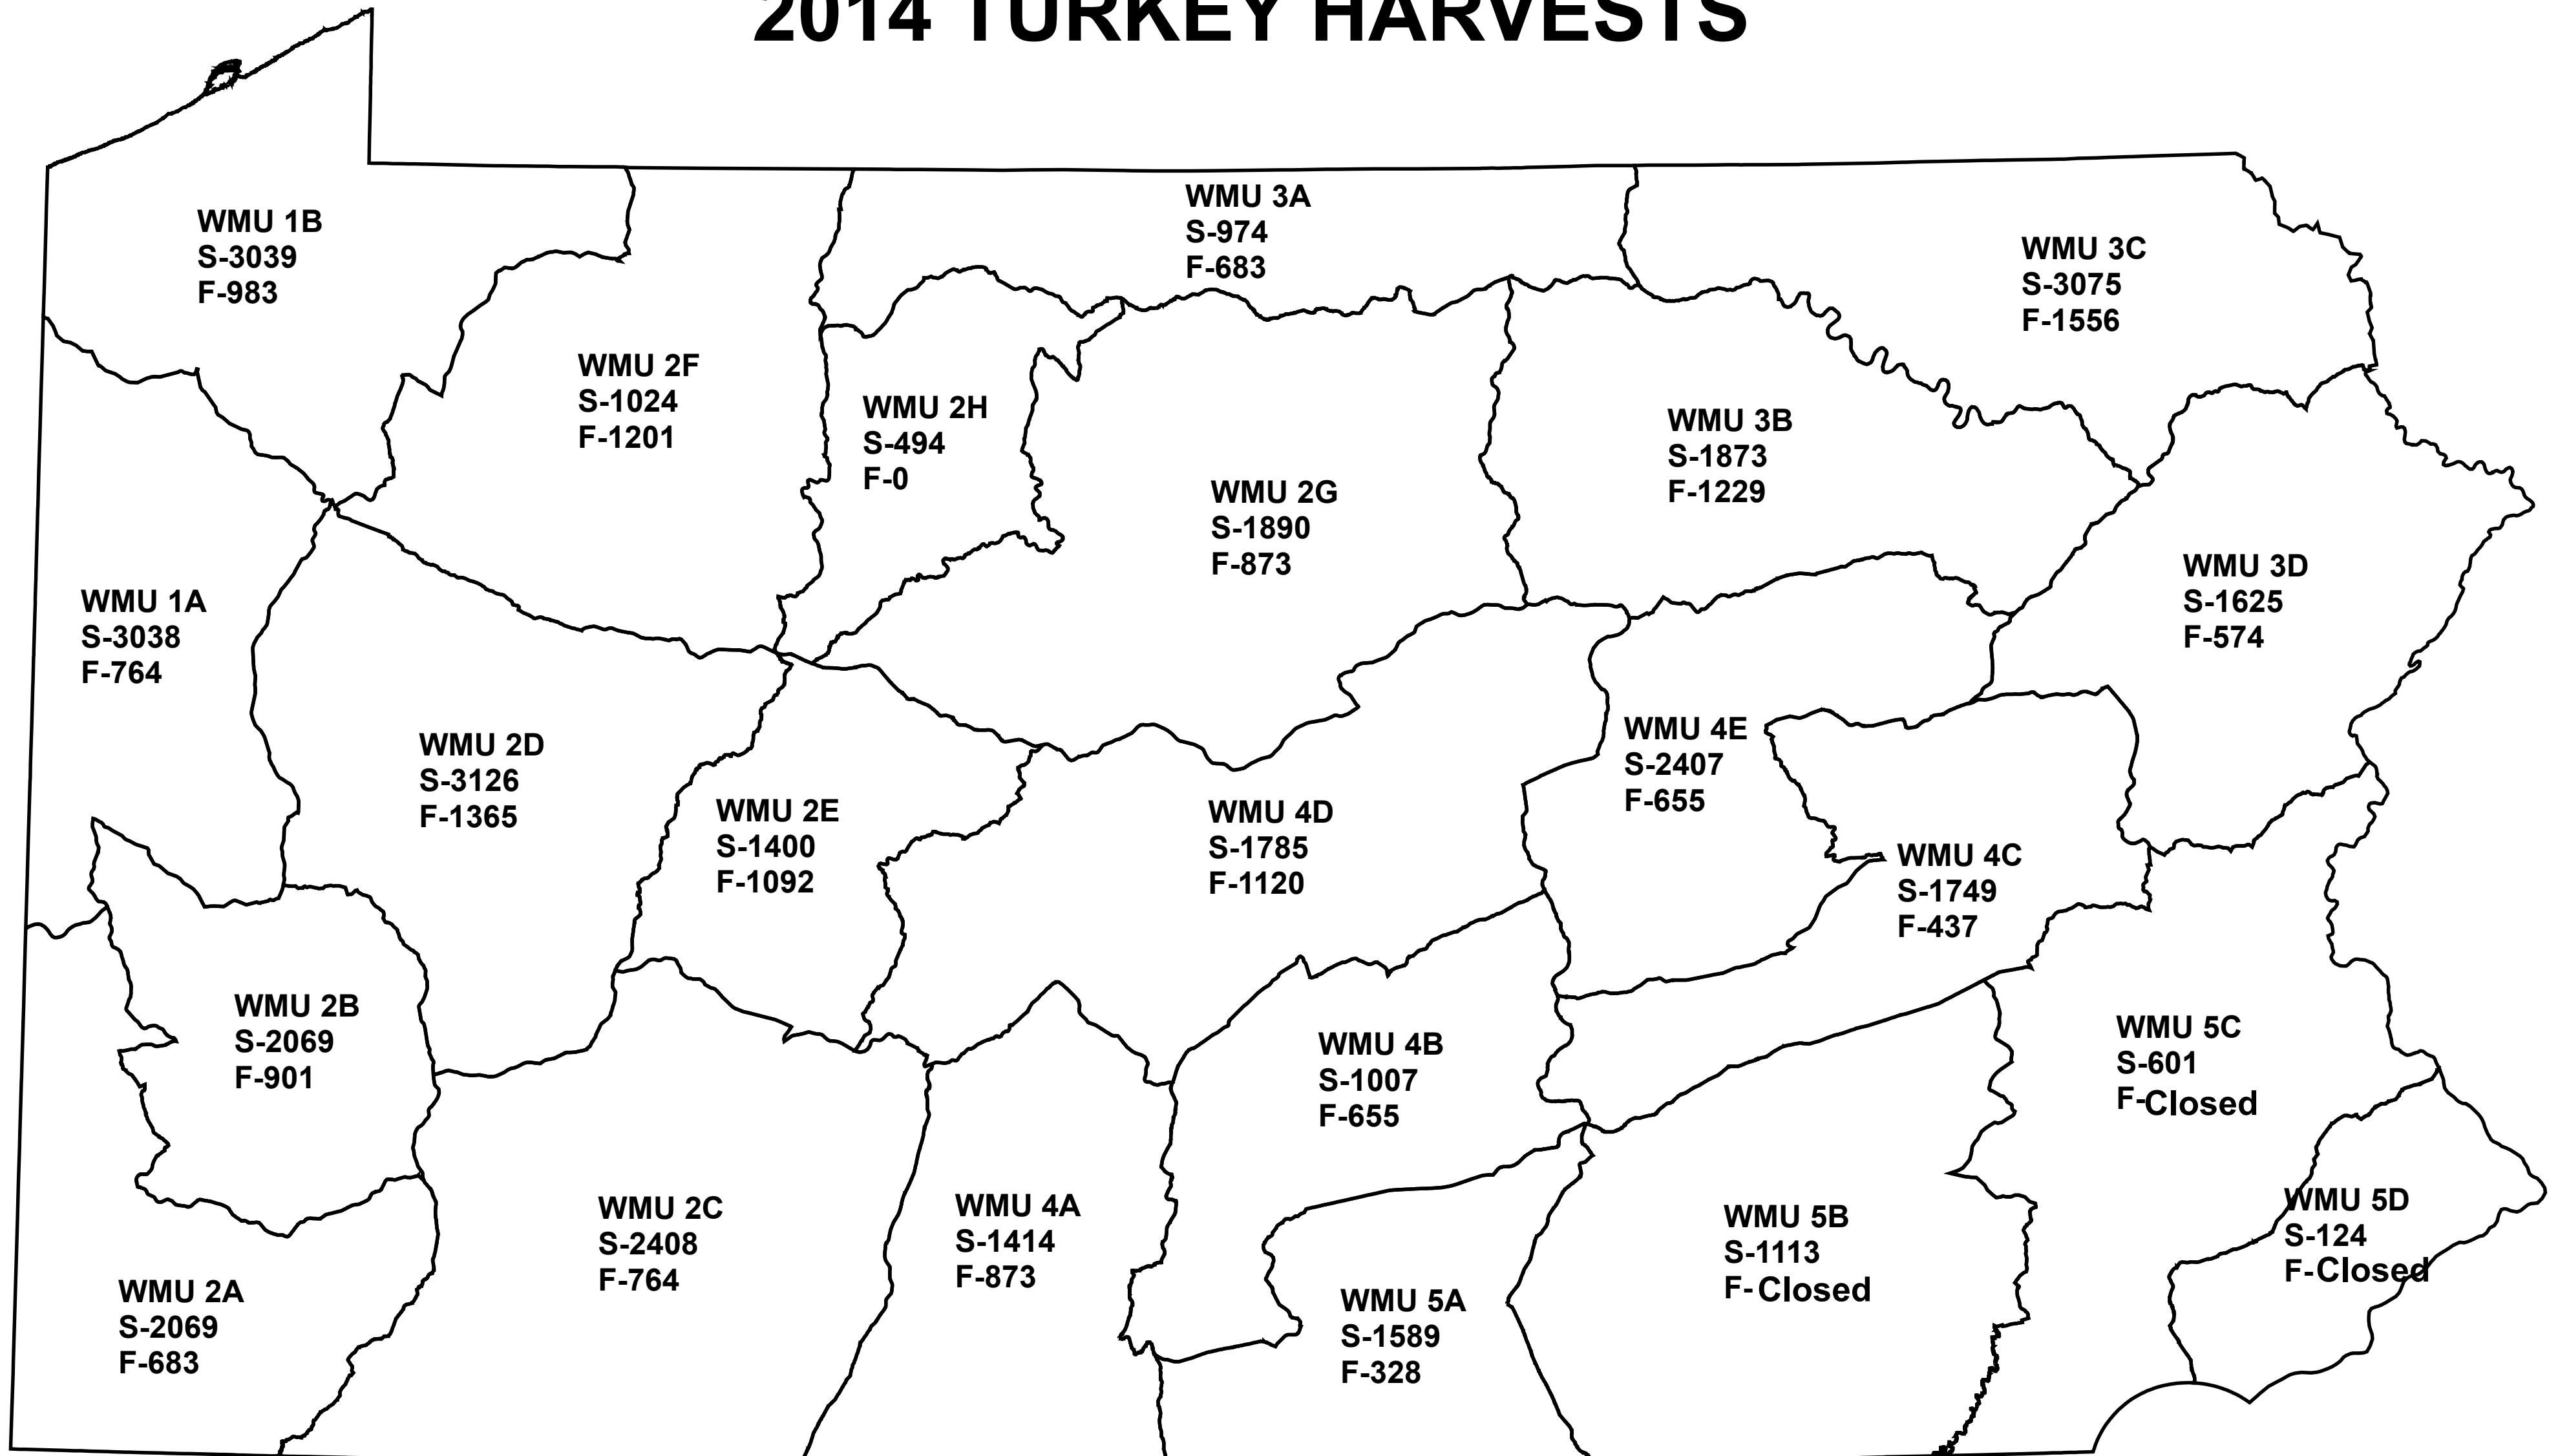 2014 TURKEY HARVESTS
WMU 1B
S-3039
F-983
WMU 3A
S-974
F-683
WMU 3C
S-3075
F-1556
WMU 2F
S-1024
F-1201
WMU 2H
S-494
F-0
WMU 3B
S-1873
F-1229
WMU 2G
S-1890
F-873
WMU 3D
S-1625
F-574
WMU 1A
S-3038
F-764
WMU 2D
S-3126
F-1365
WMU 4E
S-2407
F-655
WMU 2E
S-1400
F-1092
WMU 4D
S-1785
F-1120
WMU 4C
S-1749
F-437
WMU 2B
S-2069
F-901
WMU 4B
S-1007
F-655
WMU 5C
S-601
F-Closed
WMU 2C
S-2408
F-764
WMU 4A
S-1414
F-873
WMU 5B
S-1113
F-Closed
WMU 5D
S-124
F-Closed
WMU 2A
S-2069
F-683
WMU 5A
S-1589
F-328